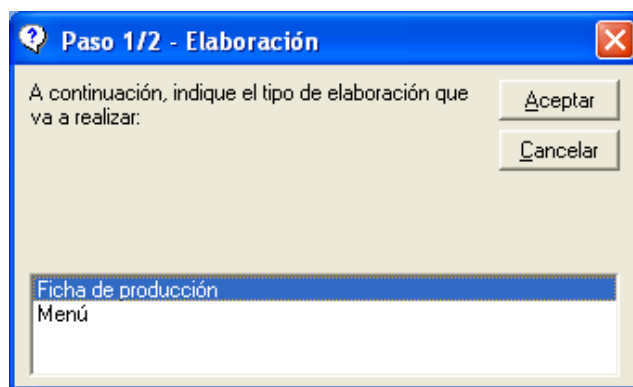 Paso 1/2 - Elaboración
A continuación, indique el tipo de elaboración que
va a realizar:
Aceptar
Cancelar
Ficha de producción
Menú